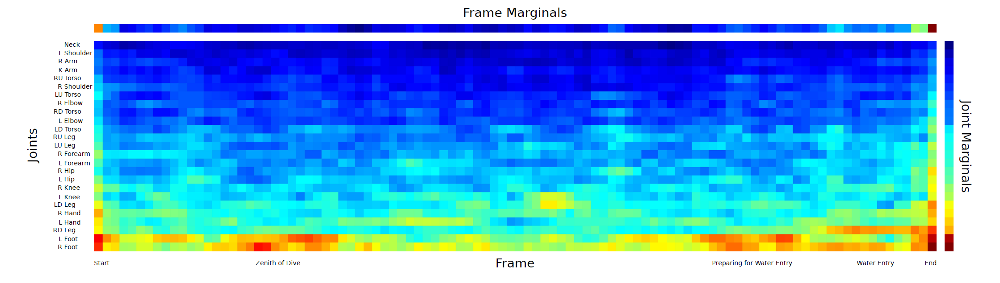 Frame Marginals
Neck
L Shoulder
R Arm
K Arm
RU Torso
R Shoulder
LU Torso
R Elbow
RD Torso
L Elbow
LD Torso
RU Leg
LU Leg
R Forearm
L Forearm
R Hip
L Hip
R Knee
L Knee
LD Leg
R Hand
L Hand
RD Leg
L Foot
R Foot
Joints
Joint Marginals
Start
Zenith of Dive
Frame
Preparing for Water Entry
Water Entry
End